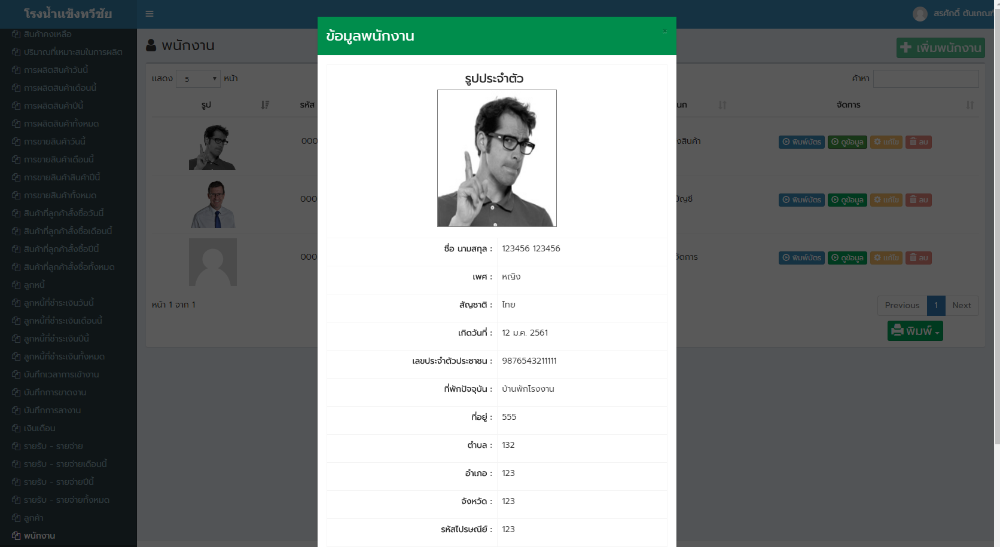 โรงน้ำแข็งทวีชัย
สรศักดิ์ ตันเกณฑ์
สินค้าคงเหลือ
ปริมาณที่เหมาะสมในการผลิต
การผลิตสินค้าวันนี้
การผลิตสินค้าเดือนนี้
การผลิตสินค้าปีนี้
การผลิตสินค้าทั้งหมด
การขายสินค้าวันนี้
การขายสินค้าเดือนนี้
การขายสินค้าสินค้าปีนี้
การขายสินค้าทั้งหมด
สินค้าที่ลูกค้าสั้งซื้อวันนี้
สินค้าที่ลูกค้าสั้งซื้อเดือนนี้
สินค้าที่ลูกค้าสั้งซื้อปีนี้
สินค้าที่ลูกค้าสั้งซื้อทั้งหมด
ลูกหนี้
ลูกหนี้ที่ชำระเงินวันนี้
ลูกหนี้ที่ชำระเงินเดือนนี้
ลูกหนี้ที่ชำระเงินปีนี้
ลูกหนี้ที่ชำระเงินทั้งหมด
บันทึกเวลาการเข้างาน
บันทึกการขาดงาน
บันทึกการลางาน
เงินเดือน
รายรับ - รายจ่าย
รายรับ - รายจ่ายเดือนนี้
รายรับ - รายจ่ายปีนี้
รายรับ - รายจ่ายทั้งหมด
ลูกค้า
พนักงาน
พนักงาน
เพิ่มพนักงาน
แสดง 5 หน้า
ค้าหา
รูป รหัส นก จัดการ
000 งสินค้า พิมพ์บัตร ดูข้อมูล แก้ไข ลบ
000 บัญชี พิมพ์บัตร ดูข้อมูล แก้ไข ลบ
000 จัดการ พิมพ์บัตร ดูข้อมูล แก้ไข ลบ
หน้า 1 จาก 1
Previous 1 Next
พิมพ์
ข้อมูลพนักงาน ×
รูปประจำตัว
ชื่อ นามสกุล : 123456 123456
เพศ : หญิง
สัญชาติ : ไทย
เกิดวันที่ : 12 ม.ค. 2561
เลขประจำตัวประชาชน : 9876543211111
ที่พักปัจจุบัน : บ้านพักโรงงาน
ที่อยู่ : 555
ตำบล : 132
อำเภอ : 123
จังหวัด : 123
รหัสไปรษณีย์ : 123